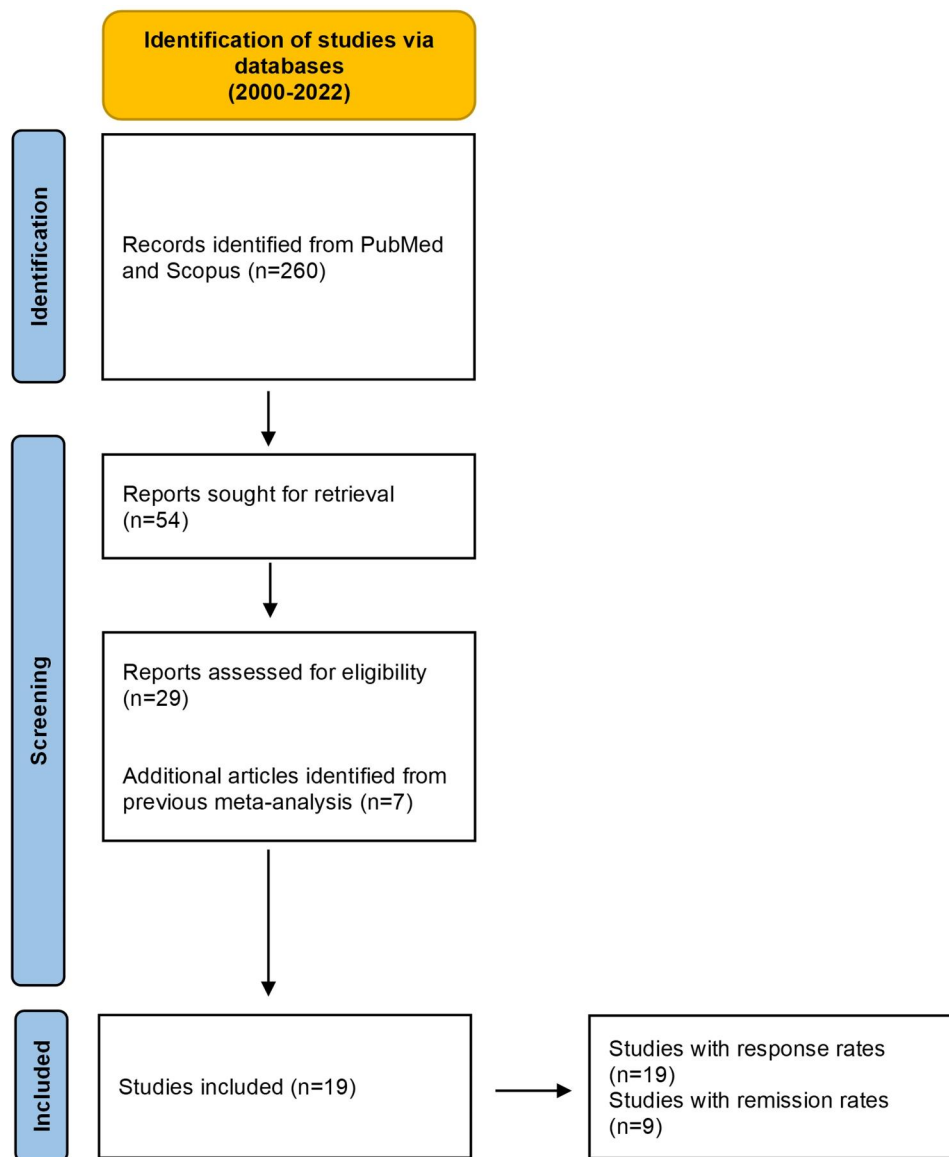 Identification of studies via
databases
(2000-2022)
Identification
Records identified from PubMed
and Scopus (n=260)
Screening
Reports sought for retrieval
(n=54)
Reports assessed for eligibility
(n=29)
Additional articles identified from
previous meta-analysis (n=7)
Included
Studies included (n=19)
Studies with response rates
(n=19)
Studies with remission rates
(n=9)